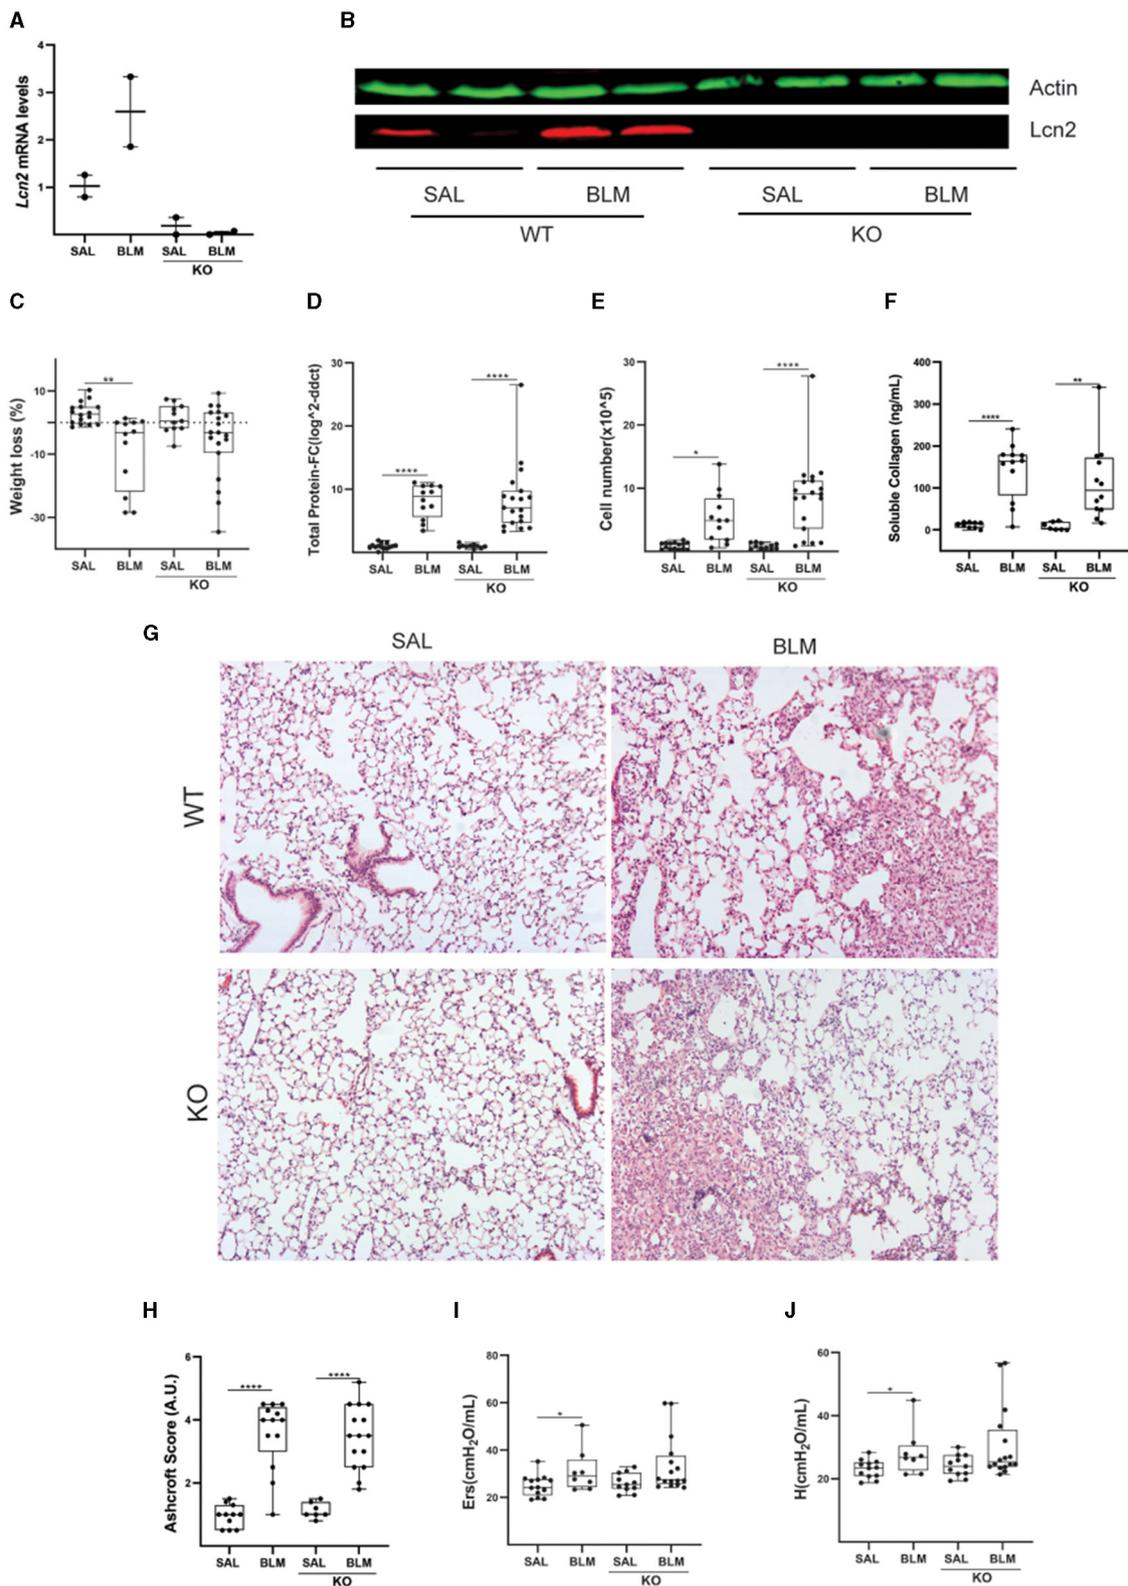 A
B
4
3
2
1
Lcn2 mRNA levels
SAL
BLM
SAL
BLM
KO
Actin
Lcn2
SAL
BLM
SAL
BLM
WT
KO
C
D
E
F
10
-10
-30
Weight loss (%)
**
SAL
BLM
SAL
BLM
KO
30
20
10
Total Protein-FC(log^2-ddct)
****
****
SAL
BLM
SAL
BLM
KO
30
20
10
Cell number(x10^5)
*
****
SAL
BLM
SAL
BLM
KO
400
300
200
100
0
Soluble Collagen (ng/mL)
****
**
SAL
BLM
SAL
BLM
KO
G
SAL
BLM
WT
KO
H
I
J
6
4
2
Ashcroft Score (A.U.)
****
****
SAL
BLM
SAL
BLM
KO
80
60
40
20
Ers(cmH₂O/mL)
*
SAL
BLM
SAL
BLM
KO
60
40
20
H(cmH₂O/mL)
*
SAL
BLM
SAL
BLM
KO